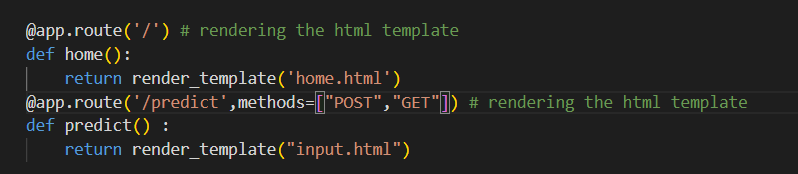 @app.route('/') # rendering the html template
def home():
    return render_template('home.html')
@app.route('/predict',methods=["POST","GET"]) # rendering the html template
def predict() :
    return render_template("input.html")